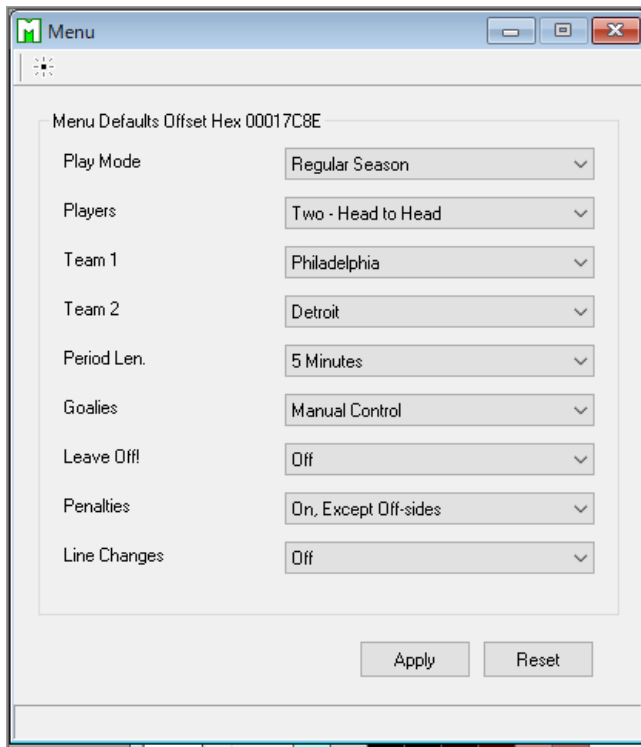 Menu
Menu Defaults Offset Hex 00017C8E
Play Mode Regular Season
Players Two - Head to Head
Team 1 Philadelphia
Team 2 Detroit
Period Len. 5 Minutes
Goalies Manual Control
Leave Off! Off
Penalties On, Except Off-sides
Line Changes Off
Apply Reset